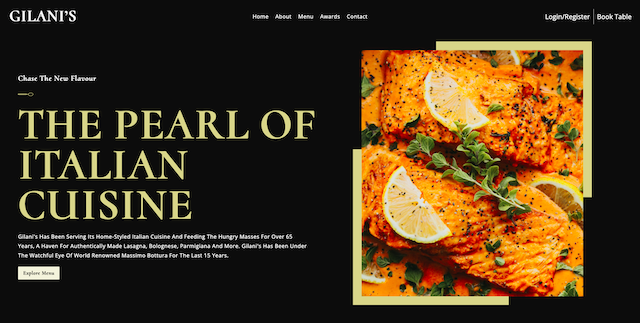 GILANI'S
Home About Menu Awards Contact
Login/Register Book Table
Chase The New Flavour
THE PEARL OF
ITALIAN
CUISINE
Gilani's Has Been Serving Its Home-Styled Italian Cuisine And Feeding The Hungry Masses For Over 65
Years, A Haven For Authentically Made Lasagna, Bolognese, Parmigiana And More. Gilani's Has Been Under
The Watchful Eye Of World Renowned Massimo Bottura For The Last 15 Years.
Explore Menu